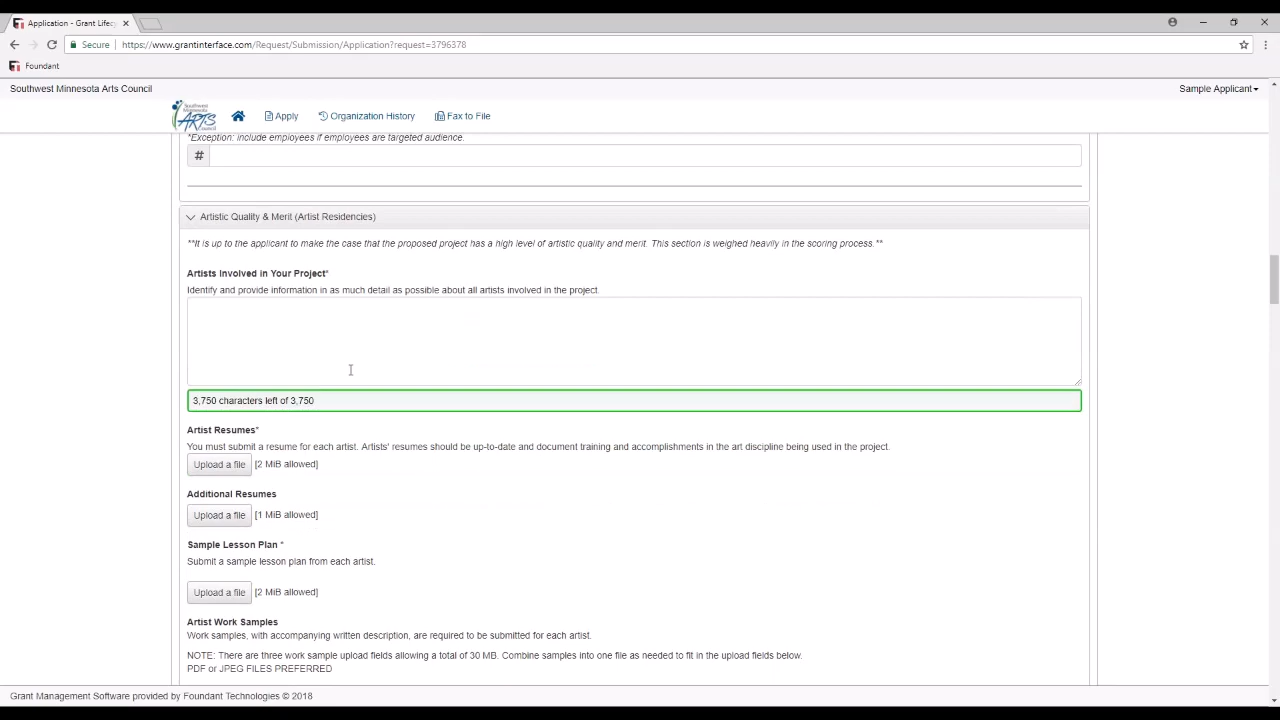 Application - Grant Lifec
Secure https://www.grantinterface.com/Request/Submission/Application?request=3796378
Foundant
Southwest Minnesota Arts Council Sample Applicant
Southwest Minnesota ARTS Council Apply Organization History Fax to File
*Exception: include employees if employees are targeted audience.
#
Artistic Quality & Merit (Artist Residencies)
**It is up to the applicant to make the case that the proposed project has a high level of artistic quality and merit. This section is weighed heavily in the scoring process.**
Artists Involved in Your Project*
Identify and provide information in as much detail as possible about all artists involved in the project.
3,750 characters left of 3,750
Artist Resumes*
You must submit a resume for each artist. Artists' resumes should be up-to-date and document training and accomplishments in the art discipline being used in the project.
Upload a file [2 MiB allowed]
Additional Resumes
Upload a file [1 MiB allowed]
Sample Lesson Plan *
Submit a sample lesson plan from each artist.
Upload a file [2 MiB allowed]
Artist Work Samples
Work samples, with accompanying written description, are required to be submitted for each artist.
NOTE: There are three work sample upload fields allowing a total of 30 MB. Combine samples into one file as needed to fit in the upload fields below.
PDF or JPEG FILES PREFERRED
Grant Management Software provided by Foundant Technologies © 2018